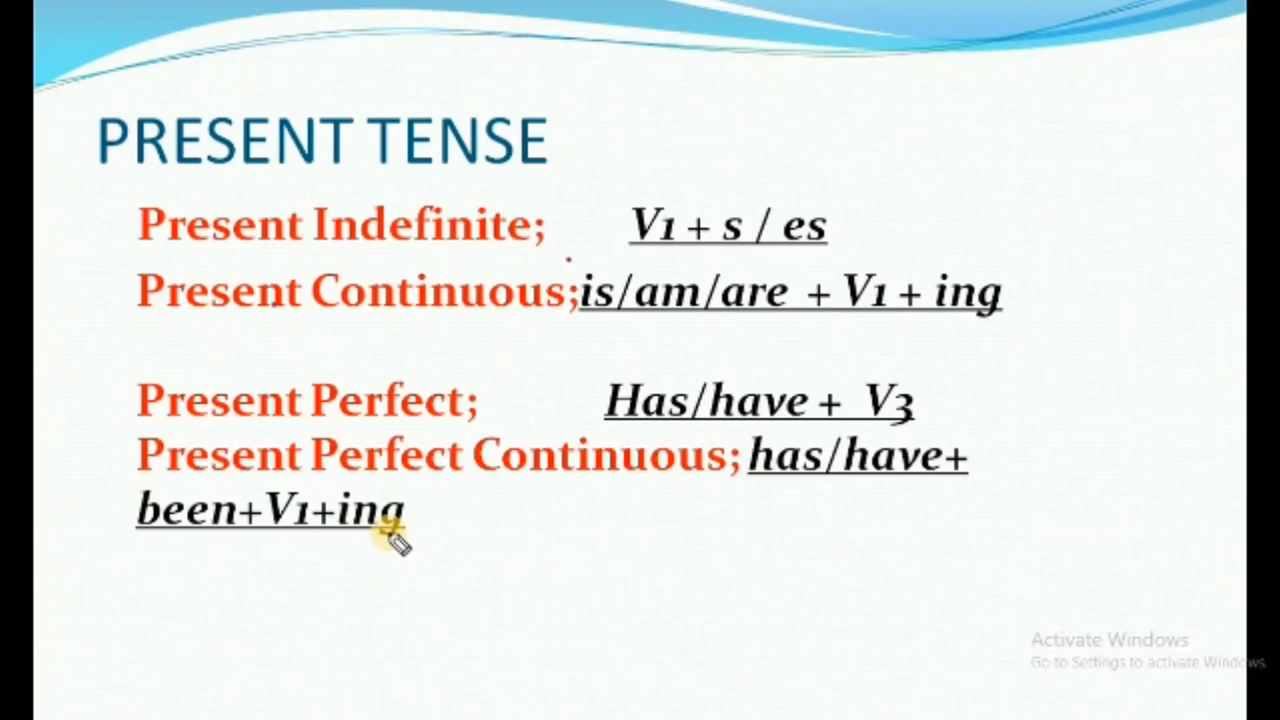 PRESENT TENSE
Present Indefinite; V1 + s / es
Present Continuous;is/am/are + V1 + ing
Present Perfect; Has/have + V3
Present Perfect Continuous; has/have+
been+V1+ing
Activate Windows
Go to Settings to activate Windows.